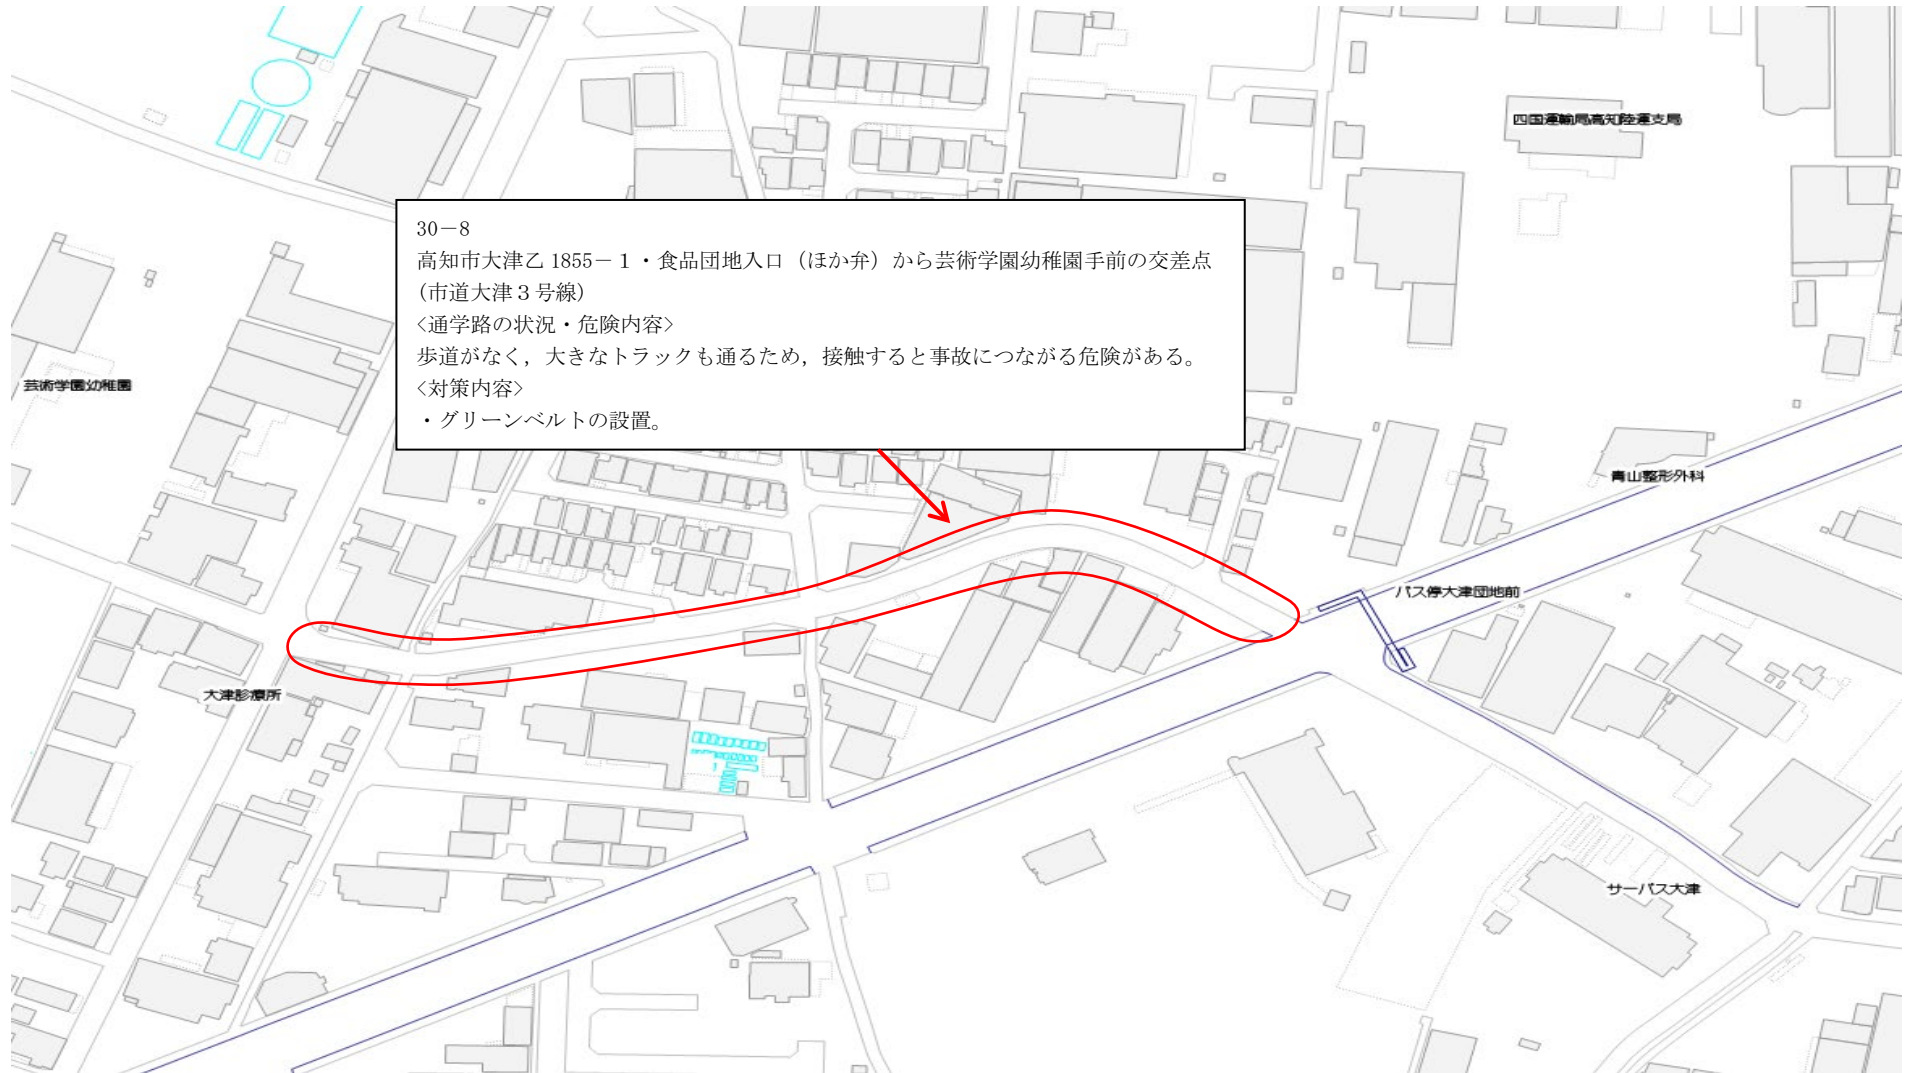 四国運輸局高知陸運支局
30－8
高知市大津乙 1855－１・食品団地入口（ほか弁）から芸術学園幼稚園手前の交差点
(市道大津３号線)
<通学路の状況・危険内容>
歩道がなく，大きなトラックも通るため，接触すると事故につながる危険がある。
<対策内容>
・グリーンベルトの設置。
芸術学園幼稚園
青山整形外科
バス停大津団地前
大津診療所
サーパス大津